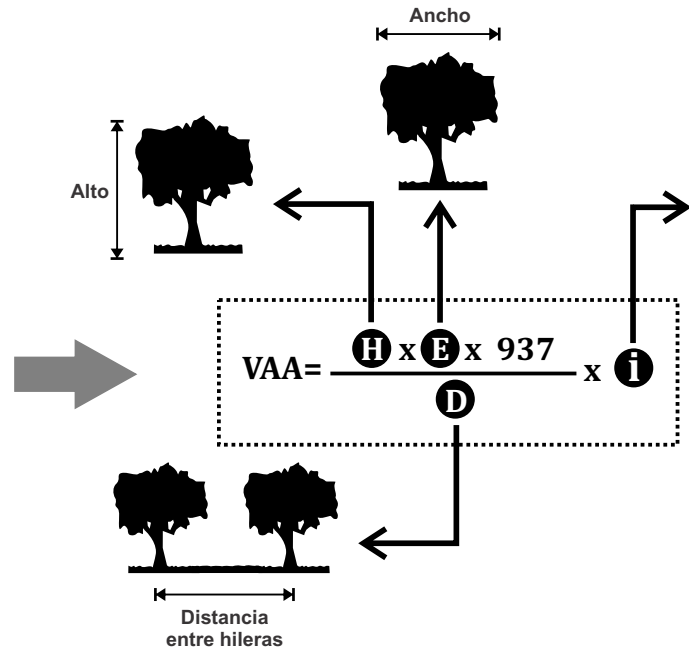 Ancho
Alto
VAA= H x E x 937 x i
D
Distancia
entre hileras